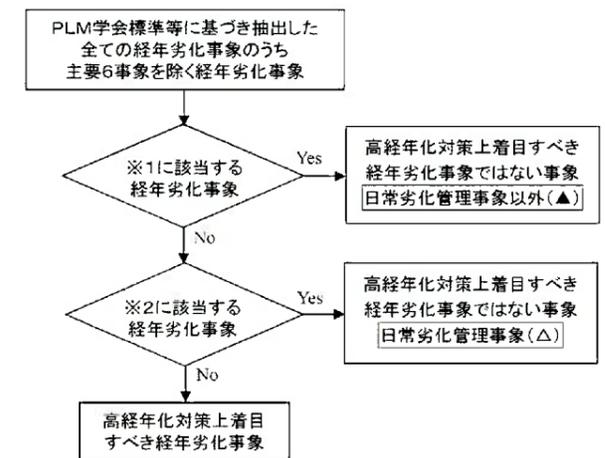 PLM学会標準等に基づき抽出した
全ての経年劣化事象のうち
主要6事象を除く経年劣化事象
※1に該当する
経年劣化事象
Yes
高経年化対策上着目すべき
経年劣化事象ではない事象
日常劣化管理事象以外(▲)
No
※2に該当する
経年劣化事象
Yes
高経年化対策上着目すべき
経年劣化事象ではない事象
日常劣化管理事象(△)
No
高経年化対策上着目
すべき経年劣化事象